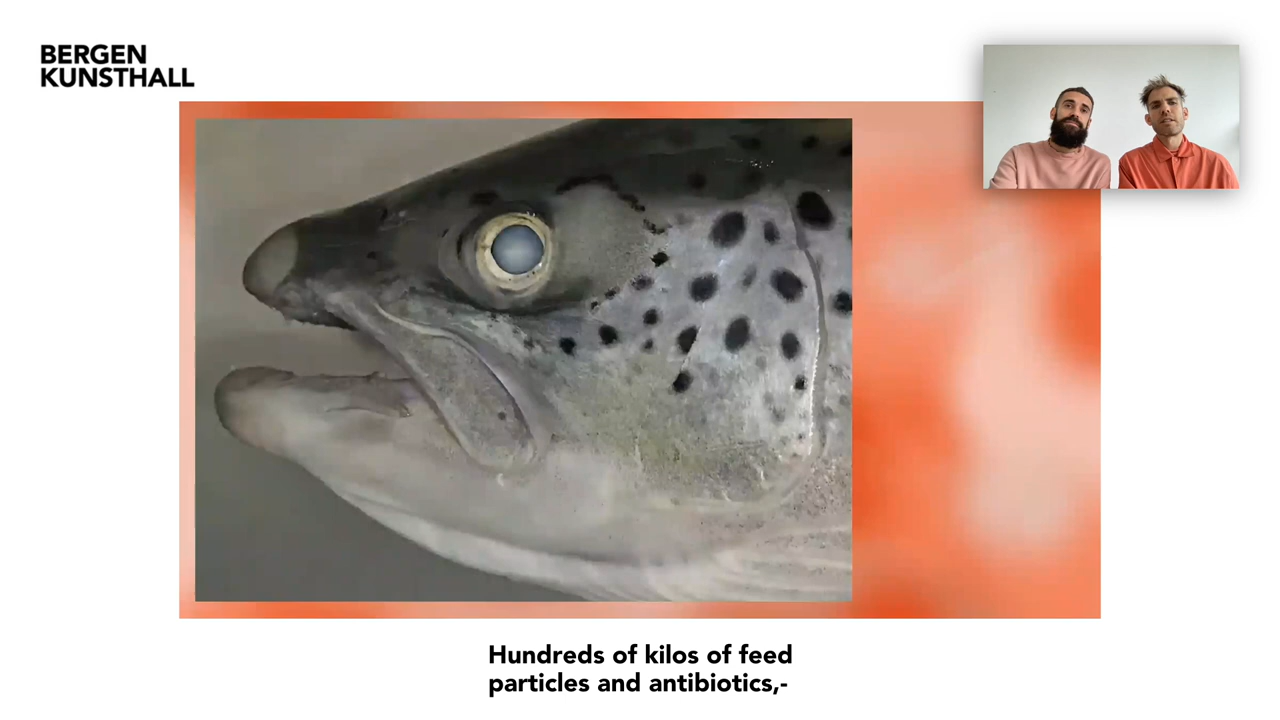 BERGEN
KUNSTHALL
Hundreds of kilos of feed
particles and antibiotics,-